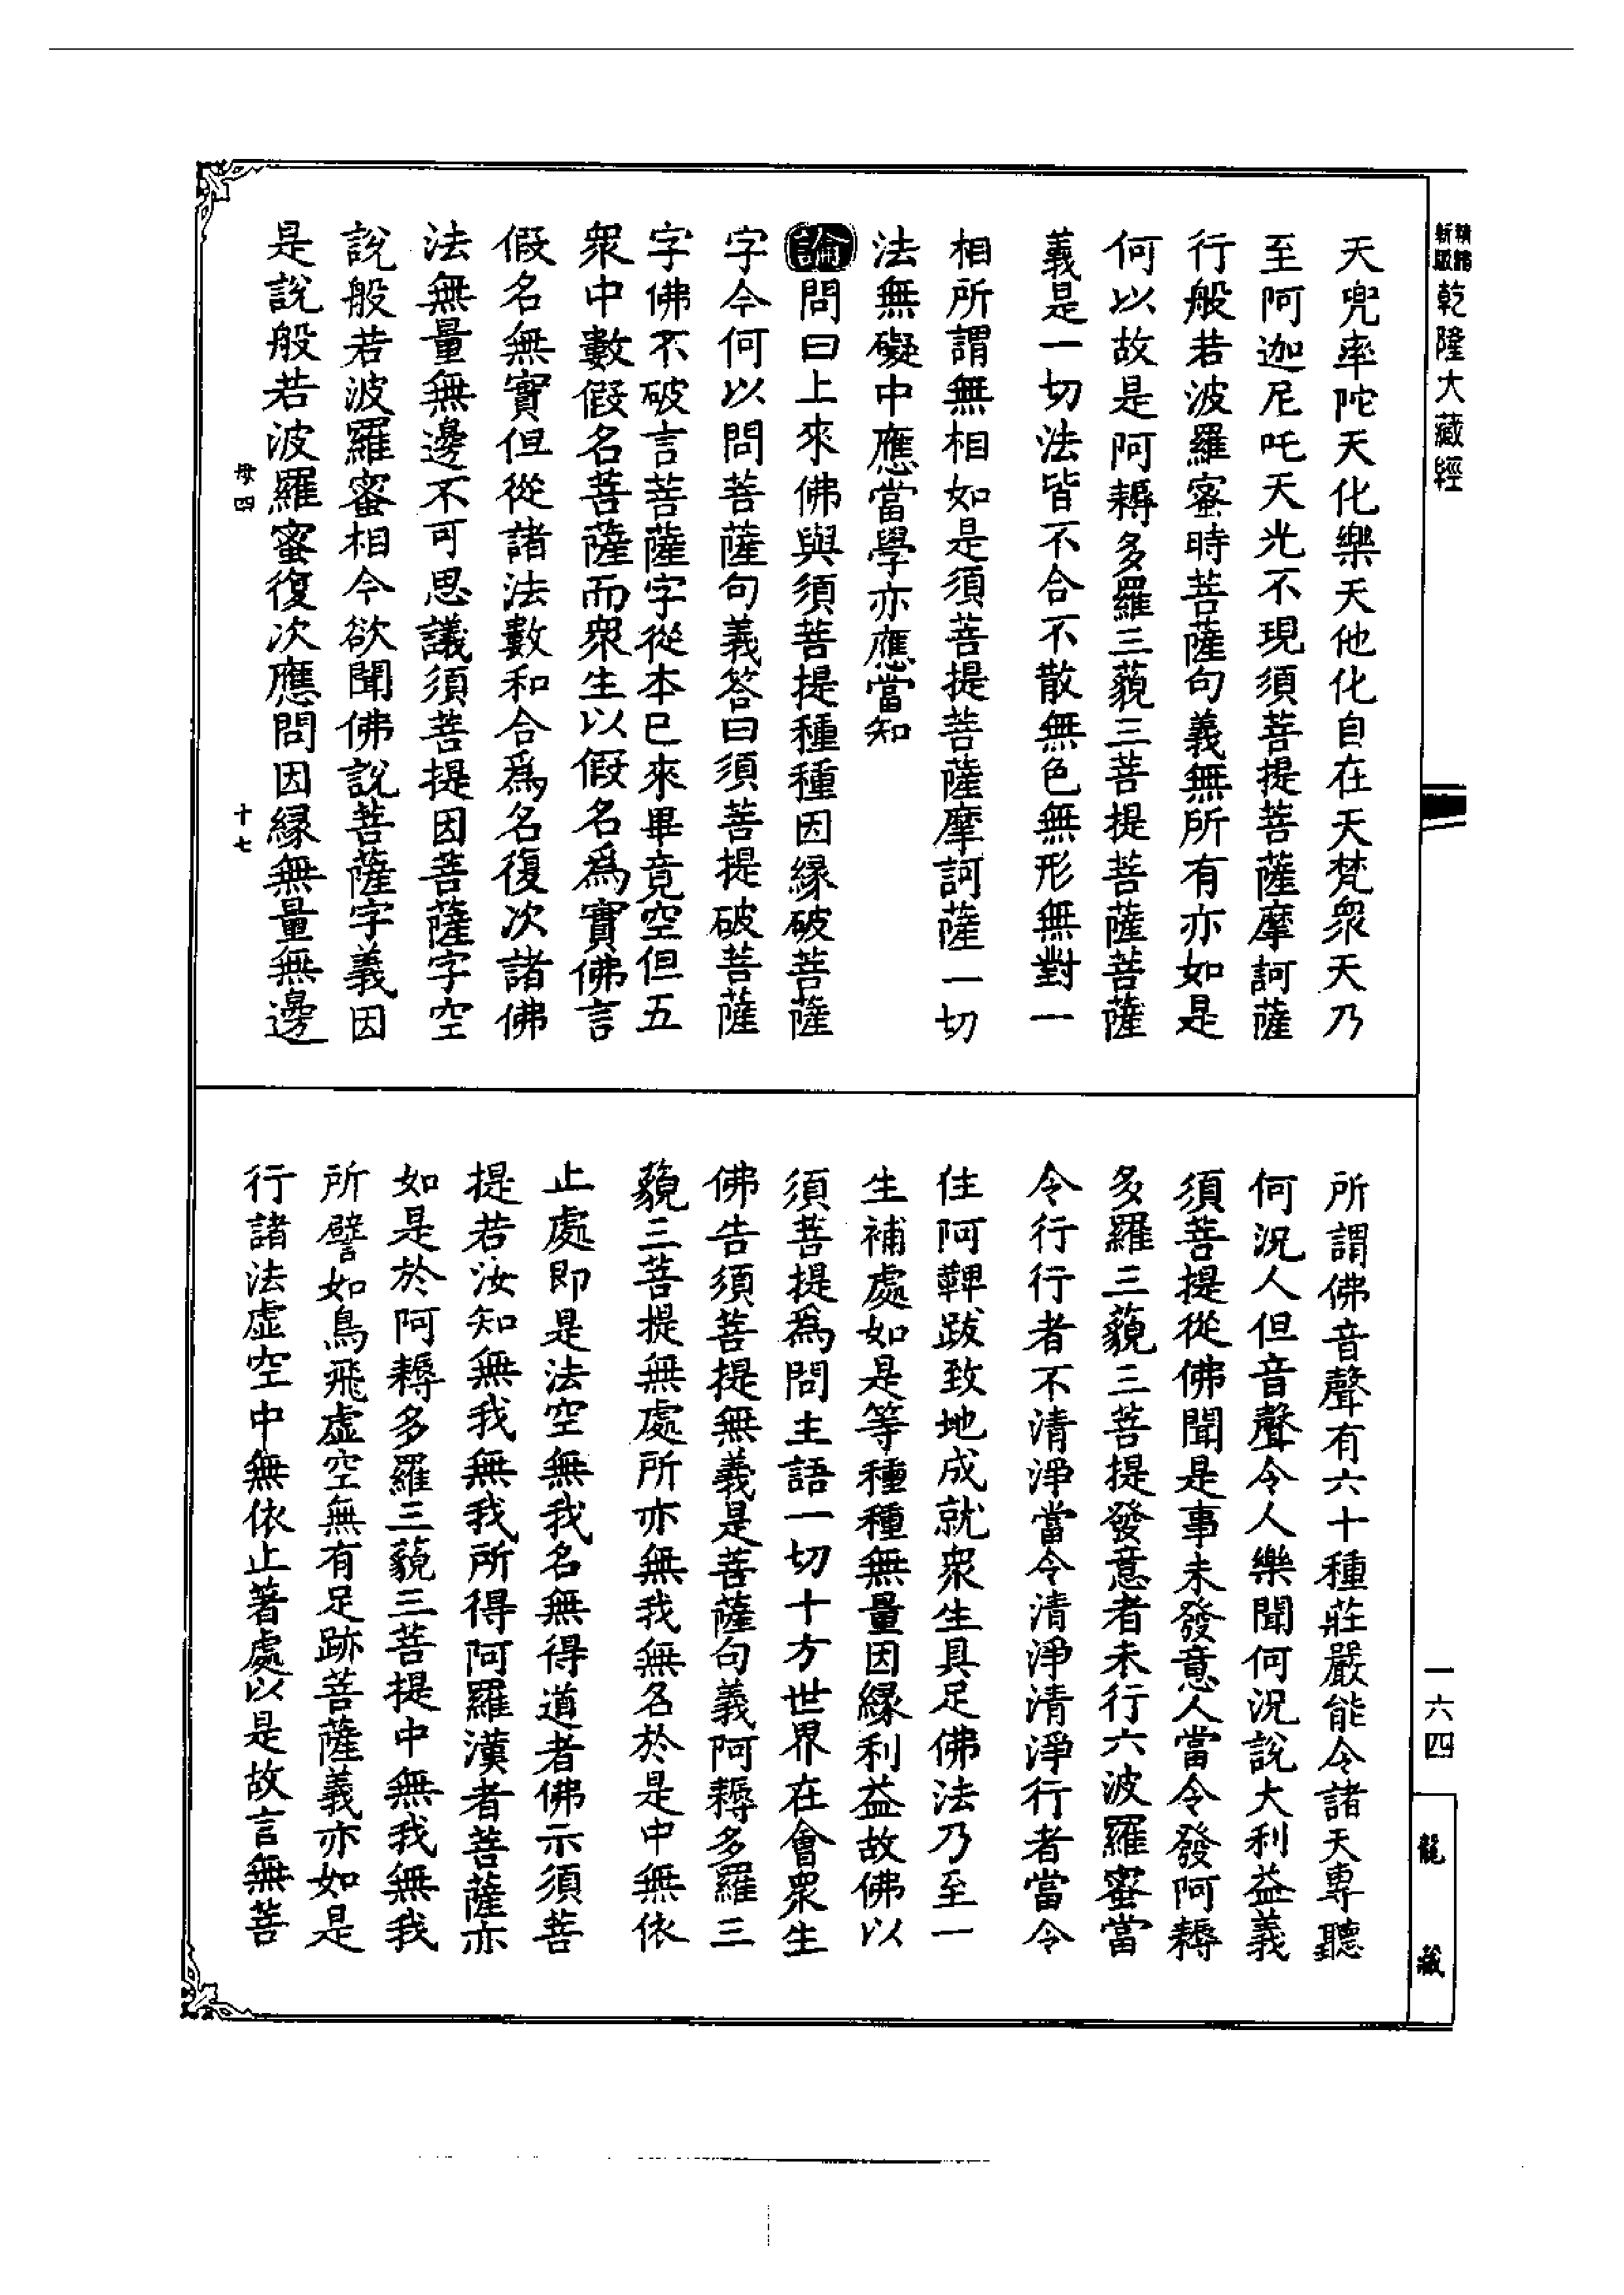 新版
精縮
乾隆大藏經
天兜率陀天化樂天他化自在天梵衆天乃
至阿迦尼吒天光不現須菩提菩薩摩訶薩
行般若波羅蜜時菩薩句義無所有亦如是
何以故是阿耨多羅三藐三菩提菩薩菩薩
義是一切法皆不合不散無色無形無對一
相所謂無相相如是須菩提菩薩摩訶薩一切
法無礙中應當學亦應當知
論問曰上來佛與須菩提種種因緣破菩薩
字今何以問菩薩句義答曰須菩提破菩薩
字佛不破言菩薩字從本已來畢竟空但五
衆中數假名菩薩而衆生以假名爲實佛言
假名無實但從諸法數和合爲名復次諸佛
法無量無邊不可思議須菩提因菩薩字空
說般若波羅蜜相今欲聞佛說菩薩字義因
是說般若波羅蜜復次應問因緣無量無邊
母四
十七
所謂佛音聲有六十種莊嚴能令諸天專聽
何況人但音聲令人樂聞何況說大利益義
須菩提從佛聞是事未發意人當令發阿耨
多羅三藐三菩提發意者未行六波羅蜜當
令行行者不清淨當令清淨清淨行者當令
住阿鞞跋致地成就衆生具足佛法乃至一
生補處如是等種種無量因緣利益故佛以
須菩提爲問主語一切十方世界在會衆生
佛告須菩提無義是菩薩句義阿耨多羅三
藐三菩提無處所亦無我無名於是中無依
止處即是法空無我名無得道者佛示須菩
提若汝知無我無我所得阿羅漢者菩薩亦
如是於阿耨多羅三藐三菩提中無我無我
所譬如鳥飛虛空無有足跡菩薩義亦如是
行諸法虛空中無依止著處以是故言無菩
一六四
龍藏